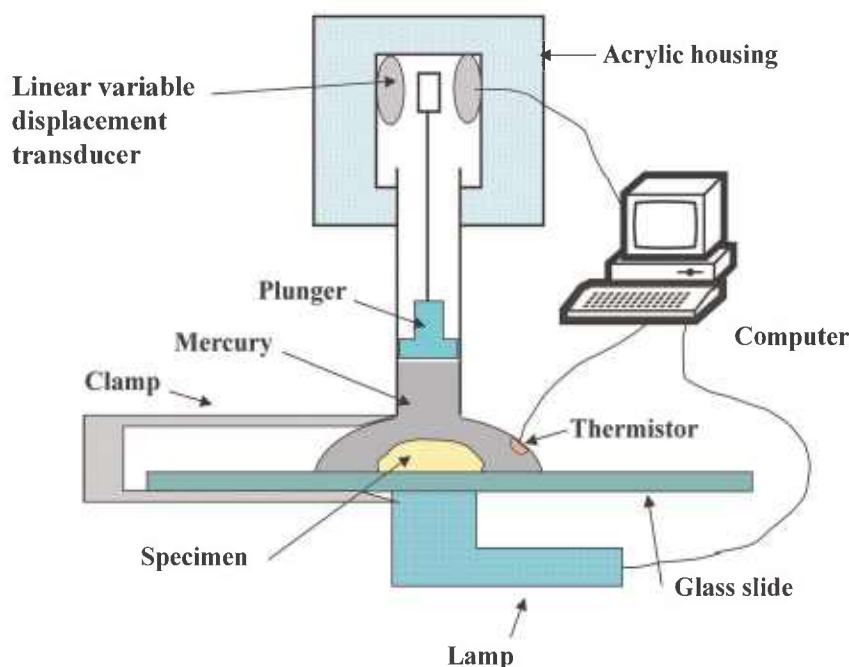 Acrylic housing
Linear variable
displacement
transducer
Plunger
Mercury
Computer
Clamp
Thermistor
Specimen
Glass slide
Lamp